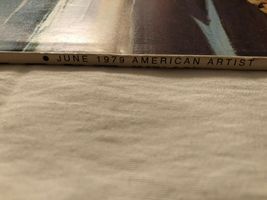 ● JUNE 1979 AMERICAN ARTIST